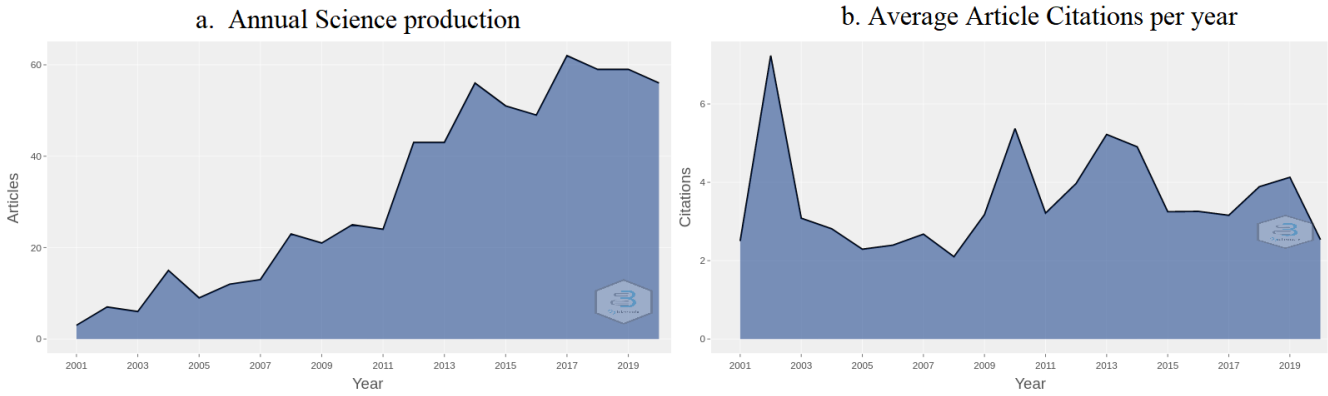 a. Annual Science production
60
40
20
0
2001 2003 2005 2007 2009 2011 2013 2015 2017 2019
Articles
Year
b. Average Article Citations per year
6
4
2
0
2001 2003 2005 2007 2009 2011 2013 2015 2017 2019
Citations
Year